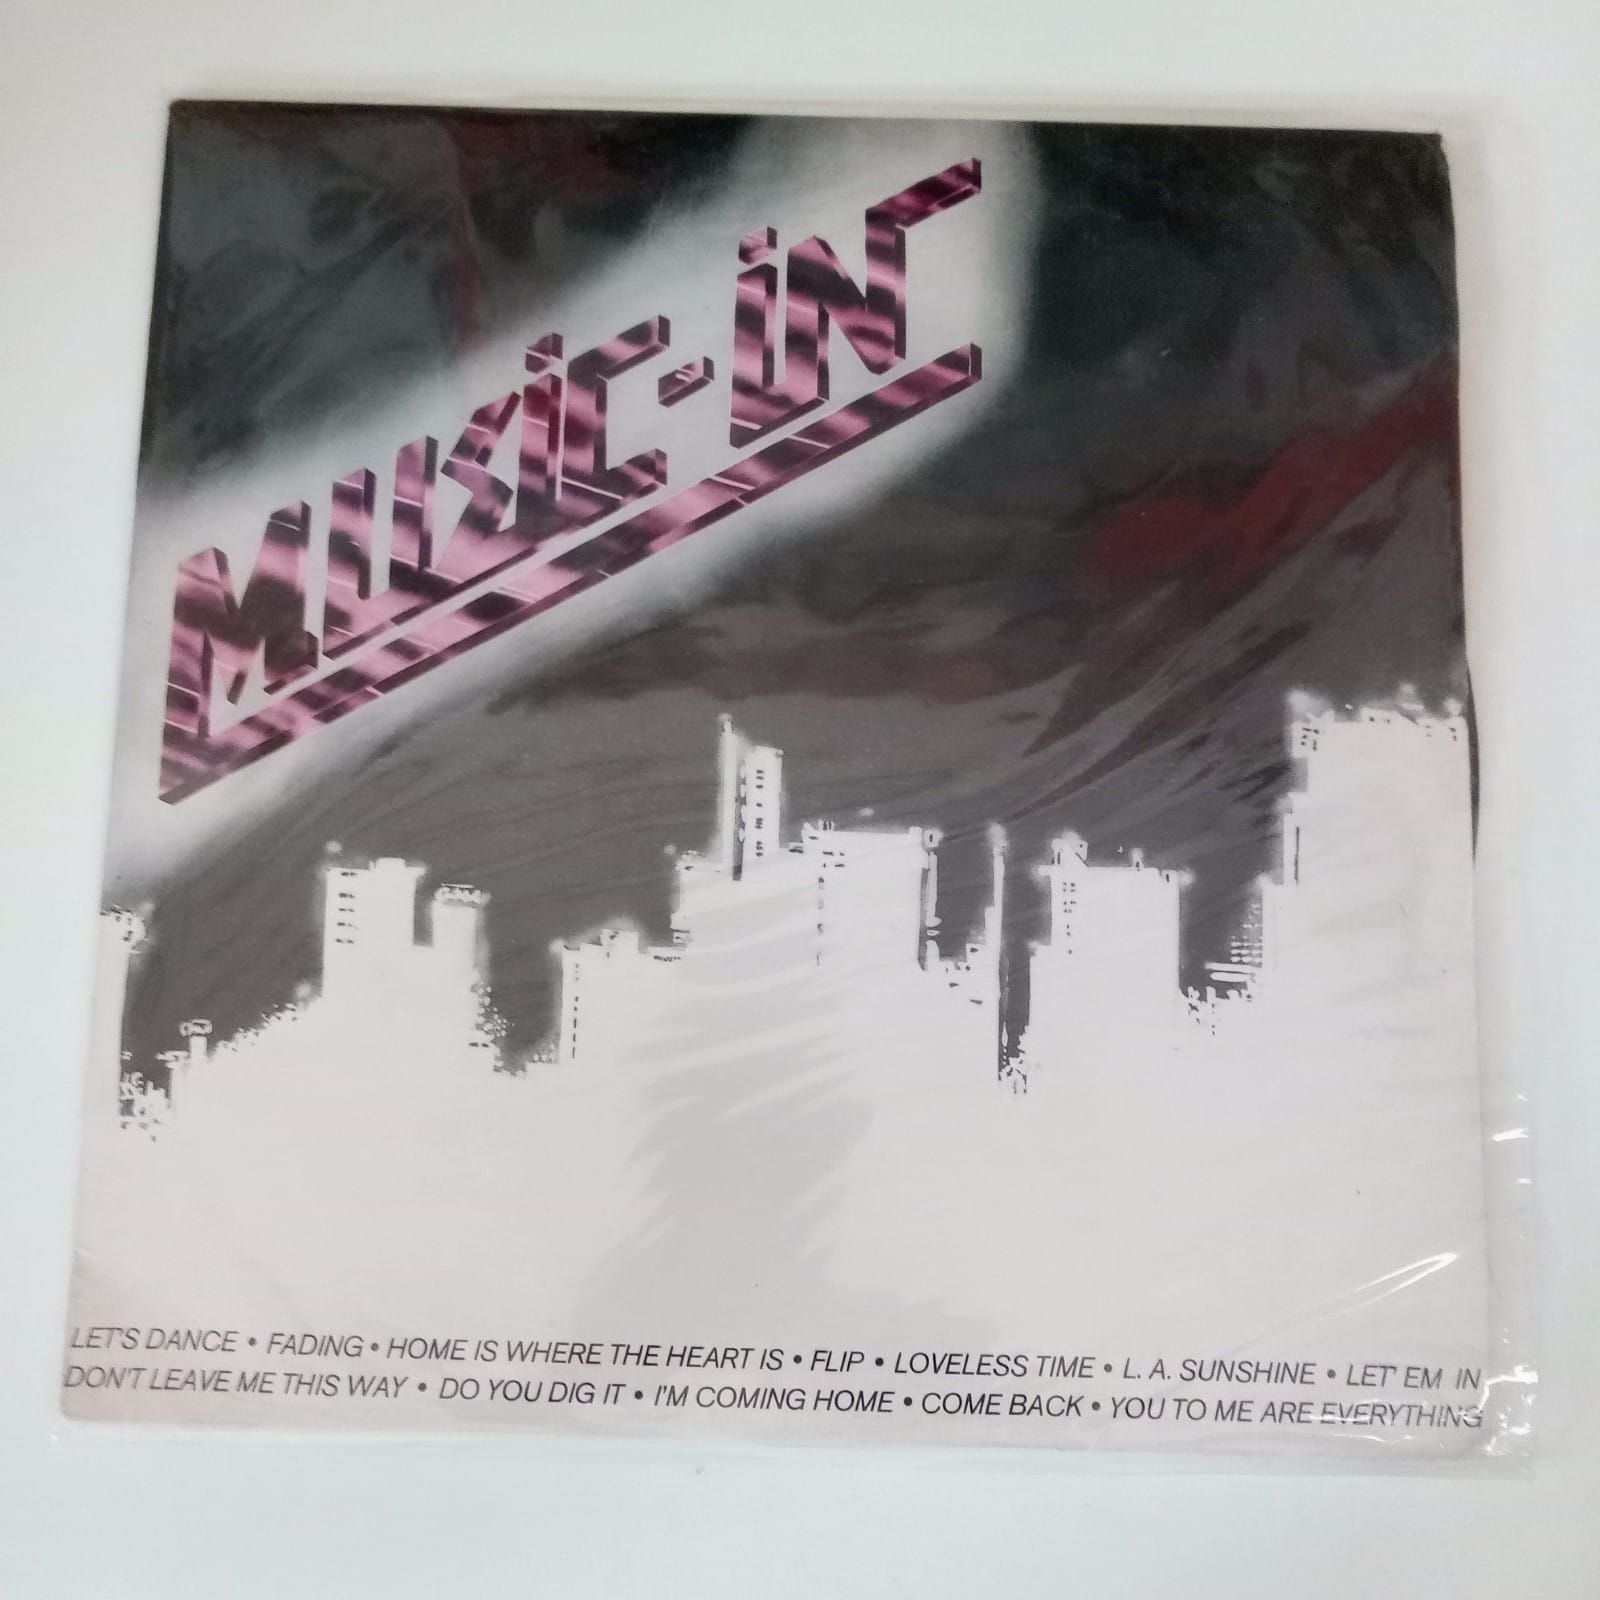 MUSIC-IN
LET'S DANCE • FADING • HOME IS WHERE THE HEART IS • FLIP • LOVELESS TIME • L. A. SUNSHINE • LET' EM IN
DON'T LEAVE ME THIS WAY • DO YOU DIG IT • I'M COMING HOME • COME BACK • YOU TO ME ARE EVERYTHING